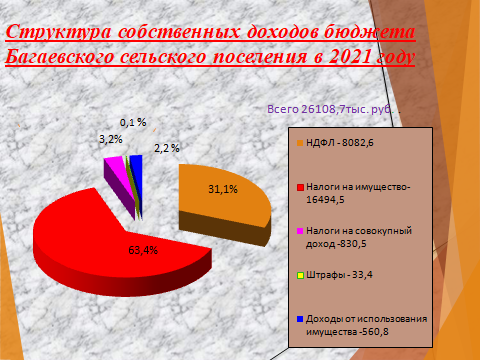 Структура собственных доходов бюджета
Багаевского сельского поселения в 2021 году
Всего 26108,7тыс. руб. .
0,1 %
3,2%
2,2 %
31,1%
63,4%
НДФЛ - 8082,6
Налоги на имущество-
16494,5
Налоги на совокупный
доход -830,5
Штрафы - 33,4
Доходы от использования
имущества -560,8